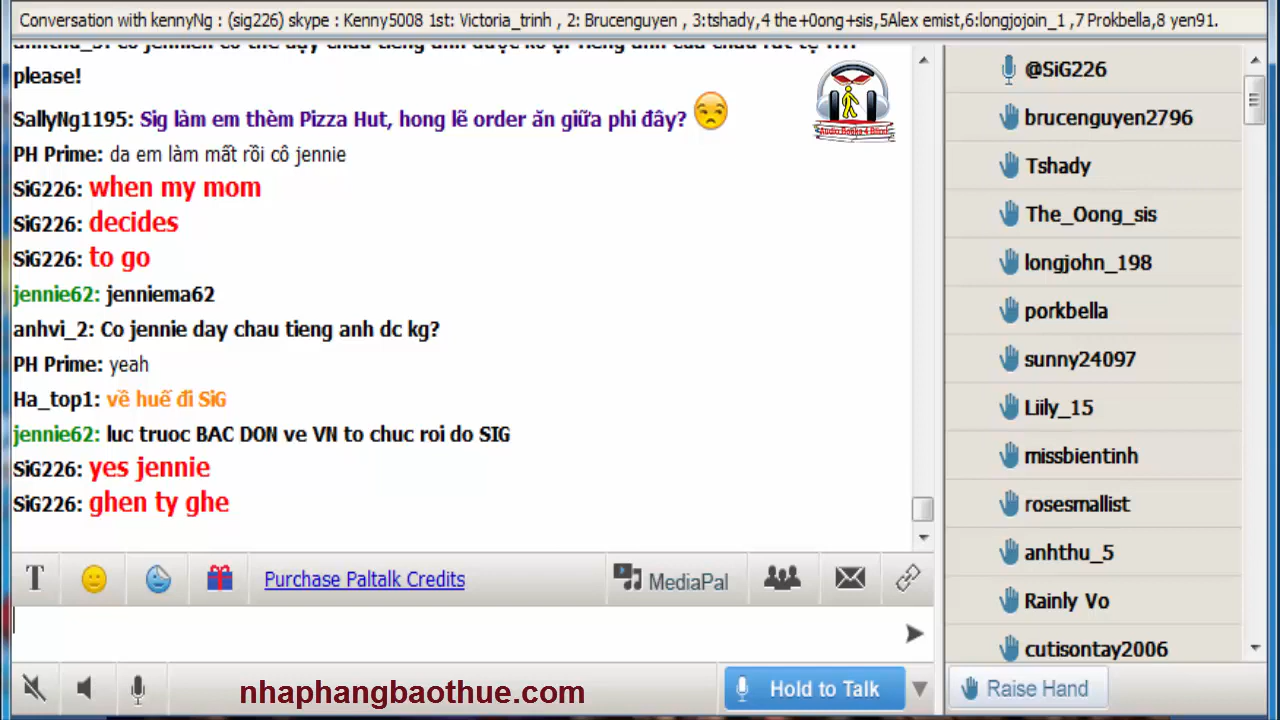 Conversation with kennyNg : (sig226) skype : Kenny5008 1st: Victoria_trinh , 2: Brucenguyen , 3:tshady,4 the+0ong+sis,5Alex emist,6:longjojoin_1 ,7 Prokbella,8 yen91.
please!
SallyNg1195: Sig làm em thèm Pizza Hut, hong lẽ order ăn giữa phi đây?
PH Prime: da em làm mất rồi cô jennie
SiG226: when my mom
SiG226: decides
SiG226: to go
jennie62: jenniema62
anhvi_2: Co jennie day chau tieng anh dc kg?
PH Prime: yeah
Ha_top1: về huế đi SiG
jennie62: luc truoc BAC DON ve VN to chuc roi do SIG
SiG226: yes jennie
SiG226: ghen ty ghe
Audio Books 4 Blind
@SiG226
brucenguyen2796
Tshady
The_Oong_sis
longjohn_198
porkbella
sunny24097
Liily_15
missbientinh
rosesmallist
anhthu_5
Rainly Vo
cutisontay2006
T
Purchase Paltalk Credits
MediaPal
nhaphangbaothue.com
Hold to Talk
Raise Hand